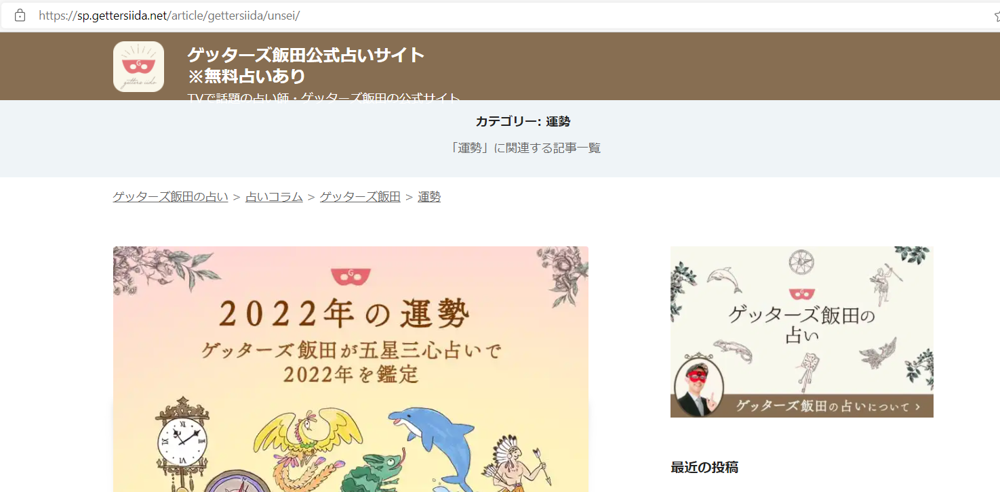 https://sp.gettersiida.net/article/gettersiida/unsei/
G
getters iida
ゲッターズ飯田公式占いサイト
※無料占いあり
TVで話題の占い師・ゲッターズ飯田の公式サイト
カテゴリー: 運勢
「運勢」に関連する記事一覧
ゲッターズ飯田の占い > 占いコラム > ゲッターズ飯田 > 運勢
G
2022年の運勢
ゲッターズ飯田が五星三心占いで
2022年を鑑定
G
ゲッターズ飯田の
占い
ゲッターズ飯田の占いについて >
最近の投稿